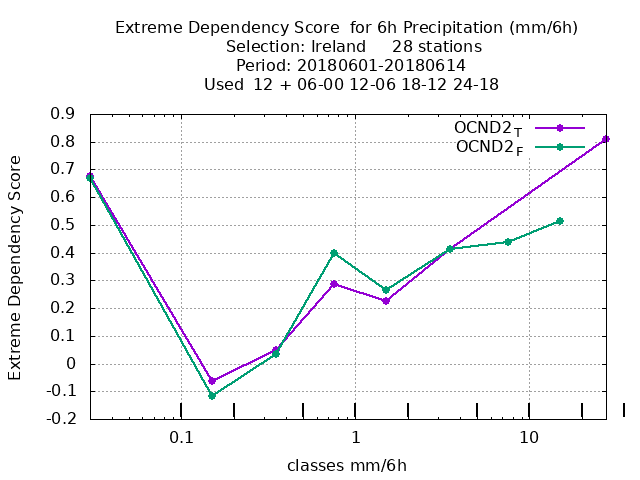 Extreme Dependency Score  for 6h Precipitation (mm/6h)
Selection: Ireland     28 stations
Period: 20180601-20180614
Used  12 + 06-00 12-06 18-12 24-18
OCND2_T
OCND2_F
Extreme Dependency Score
0.9
0.8
0.7
0.6
0.5
0.4
0.3
0.2
0.1
0
-0.1
-0.2
0.1
1
10
classes mm/6h